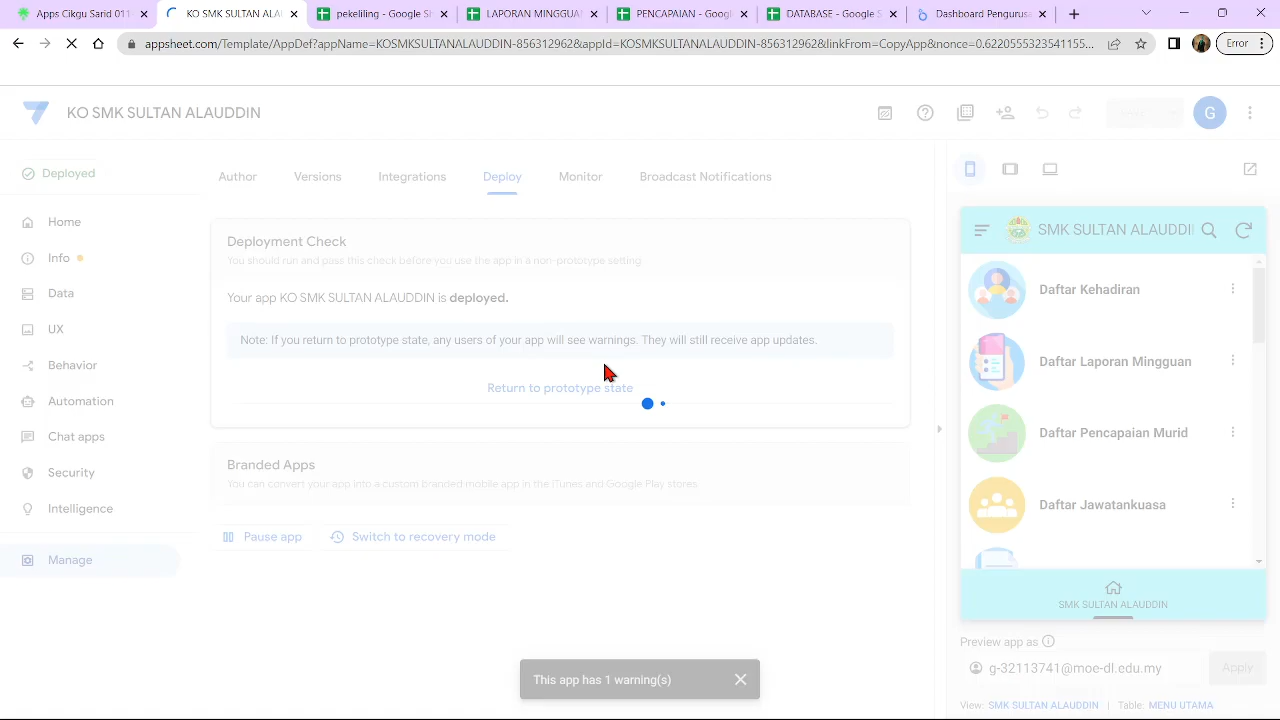 Panduan Guru Sari 05
KO SMK SULTAN AL
Settings - Google S
LAPORAN MINGGUA
PENCAPAIAN - Goog
DATABASE - Google S
Dashboard Pengun
appsheet.com/Template/AppDef?appName=KOSMKSULTANALAUDDIN-856312962&appId=KOSMKSULTANALAUDDIN-856312962&linkFrom=CopyApp&nonce=0.6220555323541155...
Error
KO SMK SULTAN ALAUDDIN
G
Deployed
Author
Versions
Integrations
Deploy
Monitor
Broadcast Notifications
Home
Info
Data
UX
Behavior
Automation
Chat apps
Security
Intelligence
Manage
Deployment Check
You should run and pass this check before you use the app in a non-prototype setting
Your app KO SMK SULTAN ALAUDDIN is deployed.
Note: If you return to prototype state, any users of your app will see warnings. They will still receive app updates.
Return to prototype state
Branded Apps
You can convert your app into a custom branded mobile app in the iTunes and Google Play stores
Pause app
Switch to recovery mode
This app has 1 warning(s)
SMK SULTAN ALAUDDI
Daftar Kehadiran
Daftar Laporan Mingguan
Daftar Pencapaian Murid
Daftar Jawatankuasa
SMK SULTAN ALAUDDIN
Preview app as
g-32113741@moe-dl.edu.my
Apply
View: SMK SULTAN ALAUDDIN | Table: MENU UTAMA